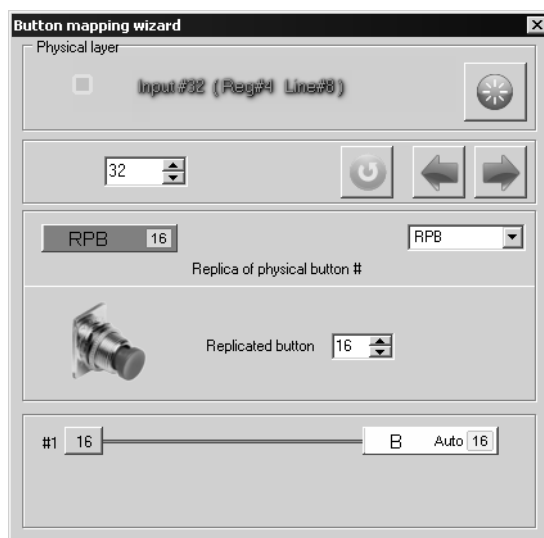 Button mapping wizard
Physical layer
Input#32 (Reg#4 Line#8)
32
RPB 16
RPB
Replica of physical button #
Replicated button 16
#1 16 B Auto 16